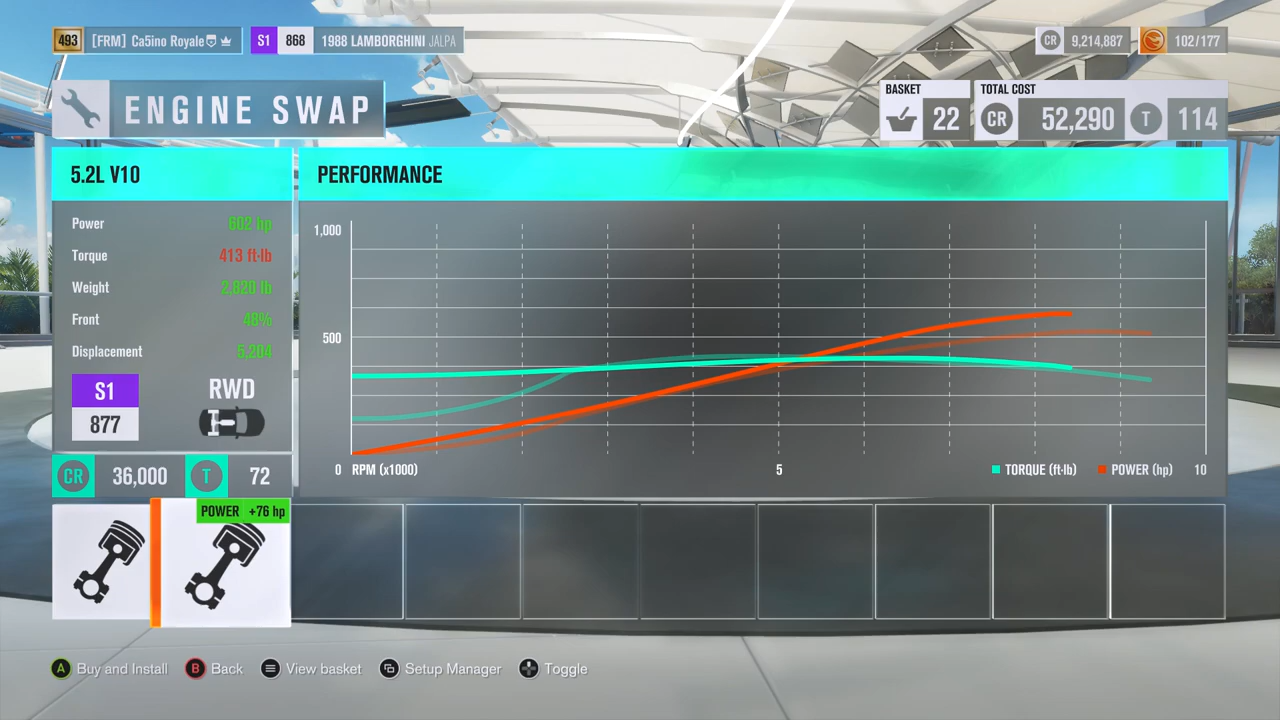 493 [FRM] Ca5ino Royale S1 868 1988 LAMBORGHINI JALPA CR 9,214,887 102/177
ENGINE SWAP
BASKET TOTAL COST
22 CR 52,290 T 114
5.2L V10
Power 602 hp
Torque 413 ft·lb
Weight 2,820 lb
Front 48%
Displacement 5,204
S1 RWD
877
CR 36,000 T 72
PERFORMANCE
1,000
500
0 RPM (x1000) 5 TORQUE (ft·lb) POWER (hp) 10
POWER +76 hp
A Buy and Install B Back View basket Setup Manager Toggle